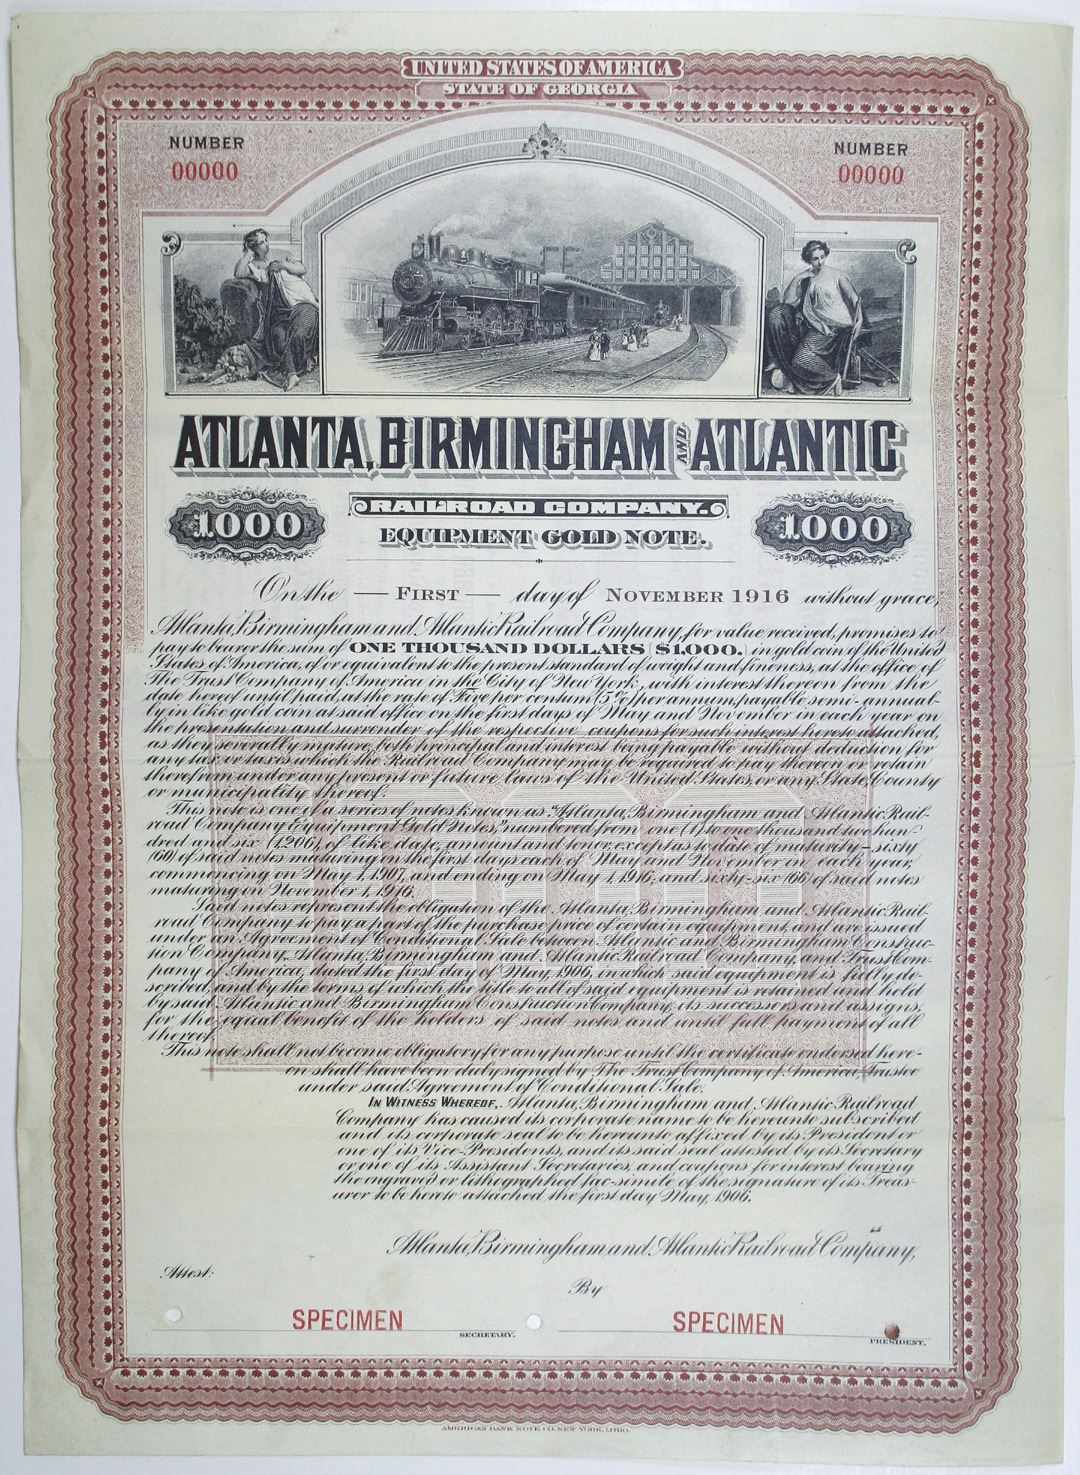 UNITED STATES OF AMERICA
STATE OF GEORGIA
NUMBER
00000
NUMBER
00000
ATLANTA, BIRMINGHAM AND ATLANTIC
1000
RAILROAD COMPANY.
1000
EQUIPMENT GOLD NOTE.
On the — FIRST — day of NOVEMBER 1916 without grace,
Atlanta, Birmingham and Atlantic Railroad Company, for value received, promises to
pay to bearer the sum of ONE THOUSAND DOLLARS ($1,000.) in gold coin of the United
States of America, of or equivalent to the present standard of weight and fineness, at the office of
The Trust Company of America in the City of New York, with interest thereon from the
date hereof until paid, at the rate of Five per centum (5%) per annum, payable semi-annual-
ly in like gold coin at said office on the first days of May and November in each year on
the presentation and surrender of the respective coupons for such interest hereto attached,
as they severally mature, both principal and interest being payable without deduction for
any tax or taxes which the Railroad Company may be required to pay thereon or retain
therefrom under any present or future laws of the United States, or any State, County
or municipality thereof.
This note is one of a series of notes known as "Atlanta, Birmingham and Atlantic Rail-
road Company Equipment Gold Notes," numbered from one (1) to one thousand two hun-
dred and six (1,206), of like date, amount and tenor, except as to date of maturity—sixty
(60) of said notes maturing on the first days each of May and November in each year,
commencing on May 1, 1907, and ending on May 1, 1916, and sixty-six (66) of said notes
maturing on November 1, 1916.
Said notes represent the obligation of the Atlanta, Birmingham and Atlantic Rail-
road Company to pay a part of the purchase price of certain equipment, and are issued
under an Agreement of Conditional Sale between Atlantic and Birmingham Construc-
tion Company, Atlanta, Birmingham and Atlantic Railroad Company, and Trust Com-
pany of America, dated the first day of May, 1906, in which said equipment is fully de-
scribed, and by the terms of which the title to all of said equipment is retained and held
by said Atlantic and Birmingham Construction Company, its successors and assigns,
for the equal benefit of the holders of said notes and until full payment of all
thereof.
This note shall not become obligatory for any purpose until the certificate endorsed here-
on shall have been duly signed by The Trust Company of America, Trustee
under said Agreement of Conditional Sale.
IN WITNESS WHEREOF, Atlanta, Birmingham and Atlantic Railroad
Company has caused its corporate name to be hereunto subscribed
and its corporate seal to be hereunto affixed by its President or
one of its Vice-Presidents, and its said seal attested by its Secretary
or one of its Assistant Secretaries, and coupons for interest bearing
the engraved or lithographed fac-simile of the signature of its Treas-
urer to be hereto attached the first day May, 1906.
Atlanta, Birmingham and Atlantic Railroad Company,
Attest:
By
SPECIMEN
SPECIMEN
SECRETARY.
PRESIDENT.
AMERICAN BANK NOTE CO. NEW YORK, LITHO.